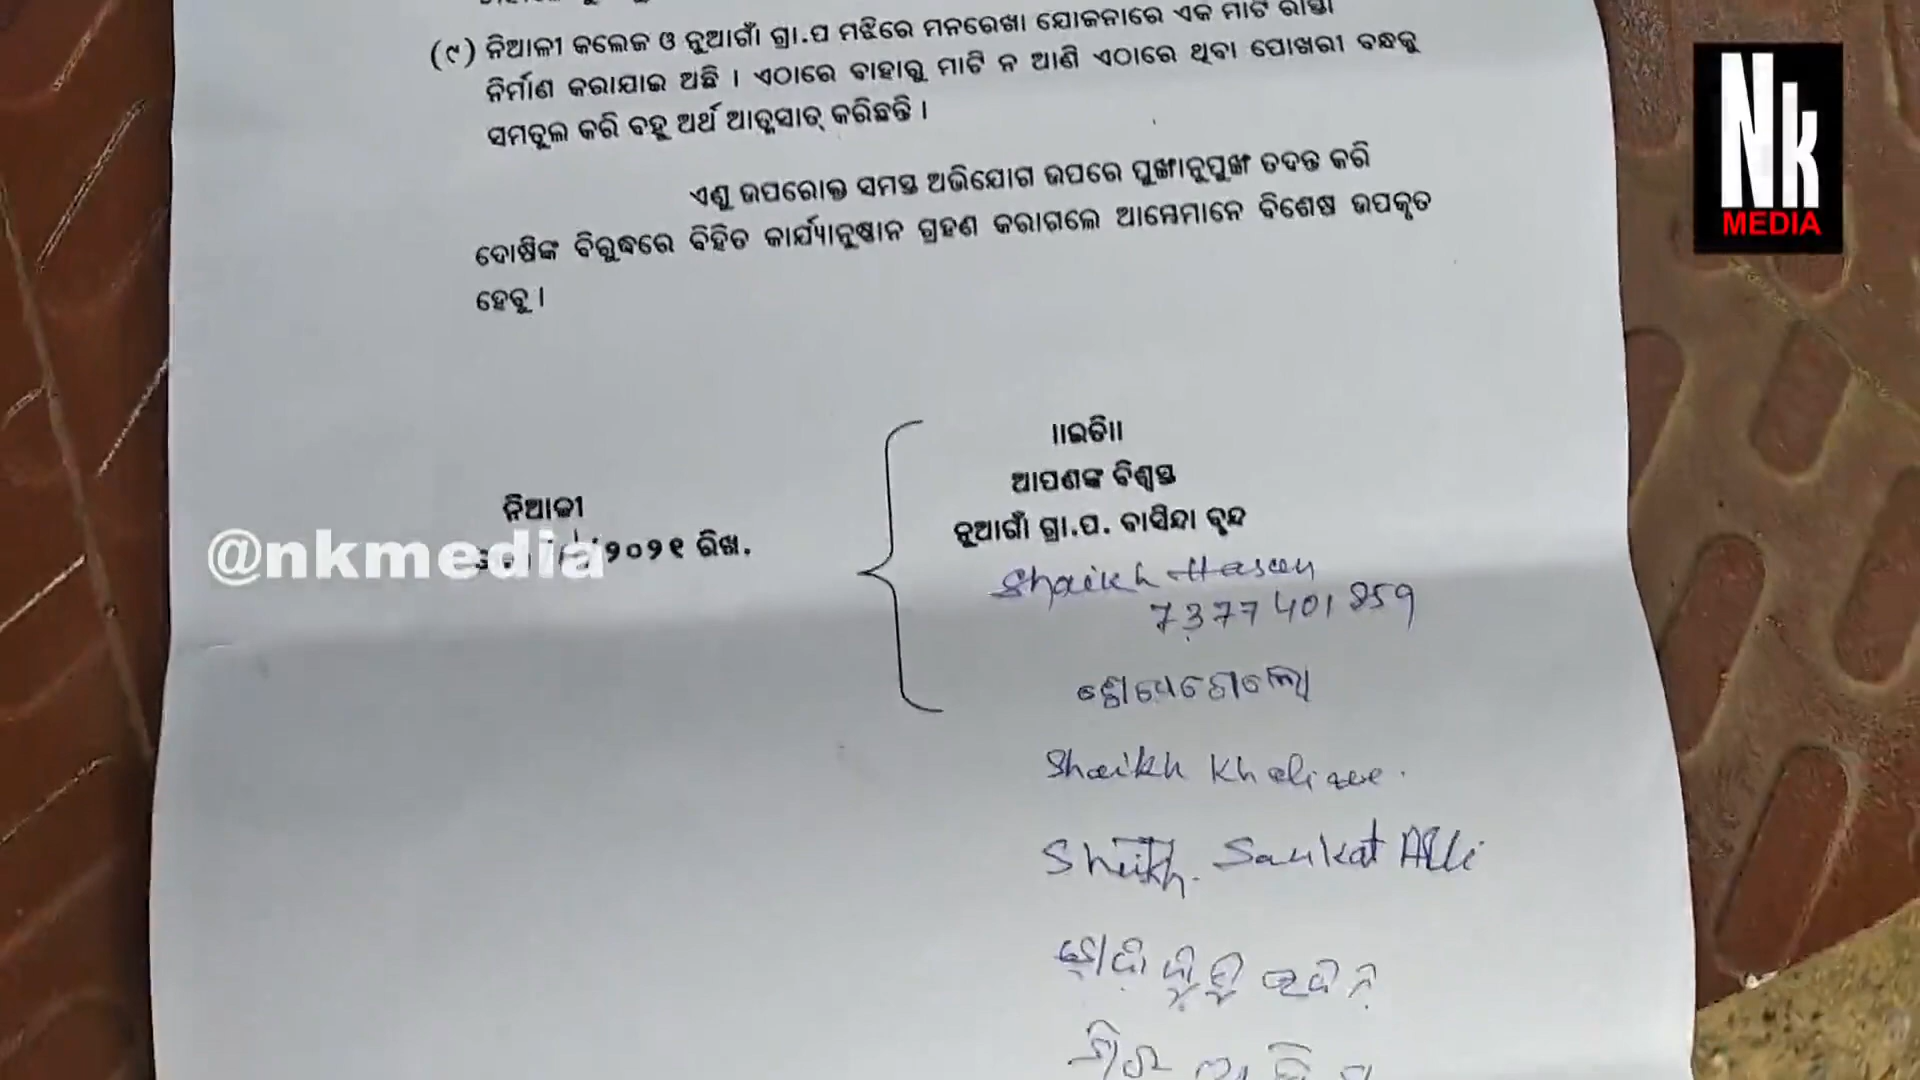 (୯) ନିଆଳୀ କଲେଜ ଓ ନୂଆଗାଁ ଗ୍ରା.ପ ମଝିରେ ମନରେଖା ଯୋଜନାରେ ଏକ ମାଟି ରାସ୍ତା
ନିର୍ମାଣ କରାଯାଇ ଅଛି । ଏଠାରେ ବାହାରୁ ମାଟି ନ ଆଣି ଏଠାରେ ଥିବା ପୋଖରୀ ବନ୍ଧକୁ
ସମତୁଲ କରି ବହୁ ଅର୍ଥ ଆତ୍ମସାତ୍ କରିଛନ୍ତି ।
ଏଣୁ ଉପରୋକ୍ତ ସମସ୍ତ ଅଭିଯୋଗ ଉପରେ ପୁଙ୍ଖାନୁପୁଙ୍ଖ ତଦନ୍ତ କରି
ଦୋଷିଙ୍କ ବିରୁଦ୍ଧରେ ବିହିତ କାର୍ଯ୍ୟାନୁଷ୍ଠାନ ଗ୍ରହଣ କରାଗଲେ ଆମ୍ଭେମାନେ ବିଶେଷ ଉପକୃତ
ହେବୁ ।
॥ଇତି॥
ଆପଣଙ୍କ ବିଶ୍ୱସ୍ତ
ନୂଆଗାଁ ଗ୍ରା.ପ. ବାସିନ୍ଦା ବୃନ୍ଦ
ନିଆଳୀ
୨୦୨୧ ରିଖ.
@nkmedia
Shaikh Hasan
7377401859
Shaikh
Sheikh. Saukat Alli
Nk
MEDIA